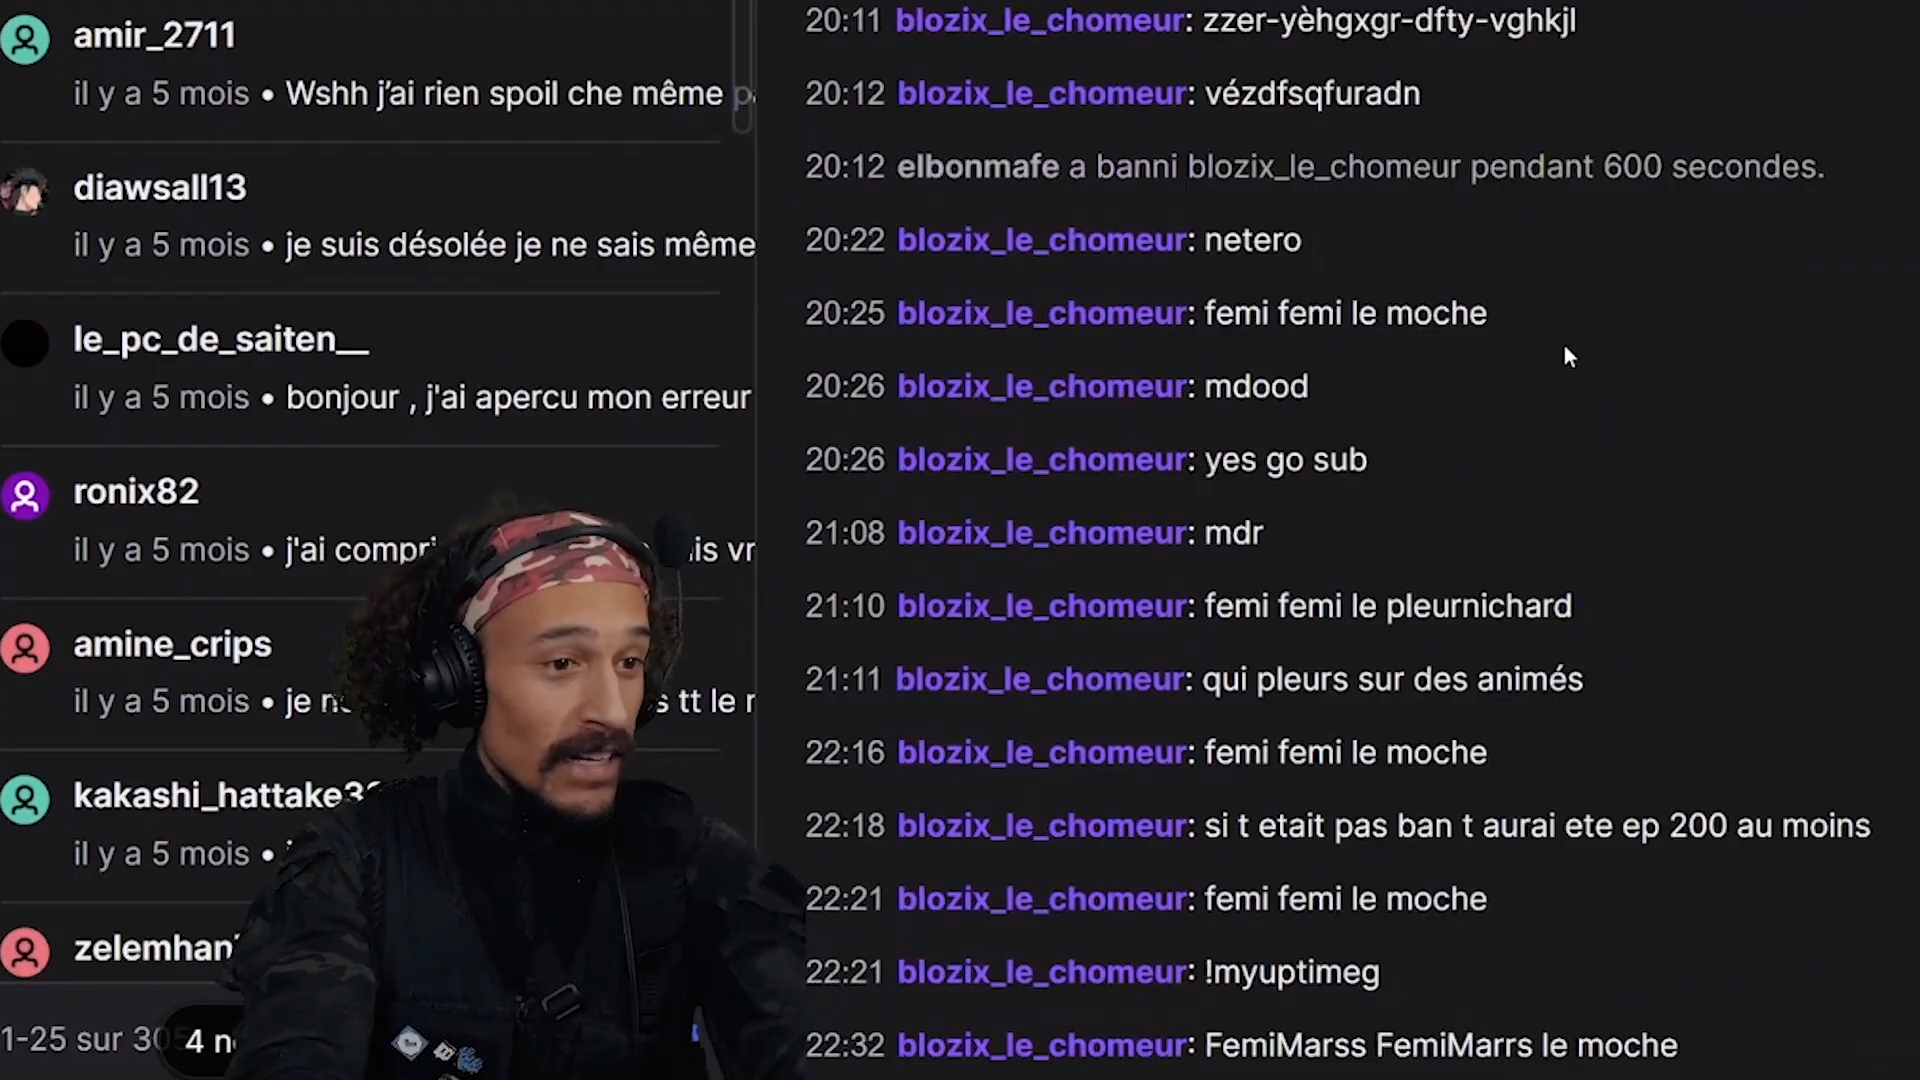 amir_2711
il y a 5 mois • Wshh j'ai rien spoil che même
diawsall13
il y a 5 mois • je suis désolée je ne sais même
le_pc_de_saiten__
il y a 5 mois • bonjour , j'ai apercu mon erreur
ronix82
il y a 5 mois • j'ai
amine_crips
il y a 5 mois • je tt le
kakashi_hattake3
il y a 5 mois •
zelemhan
1-25 sur
4
20:11 blozix_le_chomeur: zzer-yèhgxgr-dfty-vghkjl
20:12 blozix_le_chomeur: vézdfsqfuradn
20:12 elbonmafe a banni blozix_le_chomeur pendant 600 secondes.
20:22 blozix_le_chomeur: netero
20:25 blozix_le_chomeur: femi femi le moche
20:26 blozix_le_chomeur: mdood
20:26 blozix_le_chomeur: yes go sub
21:08 blozix_le_chomeur: mdr
21:10 blozix_le_chomeur: femi femi le pleurnichard
21:11 blozix_le_chomeur: qui pleurs sur des animés
22:16 blozix_le_chomeur: femi femi le moche
22:18 blozix_le_chomeur: si t etait pas ban t aurai ete ep 200 au moins
22:21 blozix_le_chomeur: femi femi le moche
22:21 blozix_le_chomeur: !myuptimeg
22:32 blozix_le_chomeur: FemiMarss FemiMarrs le moche